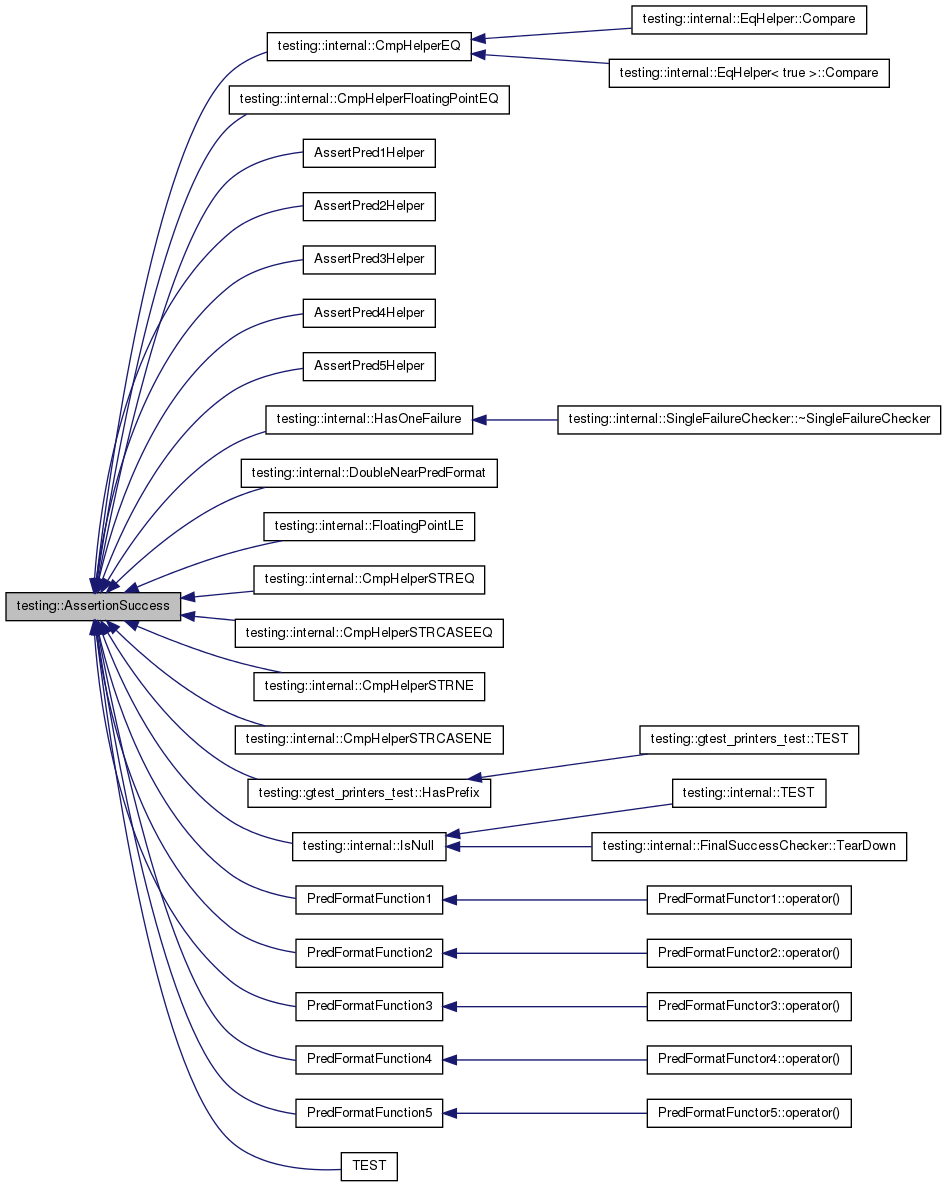 testing::internal::EqHelper::Compare
testing::internal::CmpHelperEQ
testing::internal::EqHelper< true >::Compare
testing::internal::CmpHelperFloatingPointEQ
AssertPred1Helper
AssertPred2Helper
AssertPred3Helper
AssertPred4Helper
AssertPred5Helper
testing::internal::HasOneFailure
testing::internal::SingleFailureChecker::~SingleFailureChecker
testing::internal::DoubleNearPredFormat
testing::internal::FloatingPointLE
testing::internal::CmpHelperSTREQ
testing::AssertionSuccess
testing::internal::CmpHelperSTRCASEEQ
testing::internal::CmpHelperSTRNE
testing::internal::CmpHelperSTRCASENE
testing::gtest_printers_test::TEST
testing::gtest_printers_test::HasPrefix
testing::internal::TEST
testing::internal::IsNull
testing::internal::FinalSuccessChecker::TearDown
PredFormatFunction1
PredFormatFunctor1::operator()
PredFormatFunction2
PredFormatFunctor2::operator()
PredFormatFunction3
PredFormatFunctor3::operator()
PredFormatFunction4
PredFormatFunctor4::operator()
PredFormatFunction5
PredFormatFunctor5::operator()
TEST